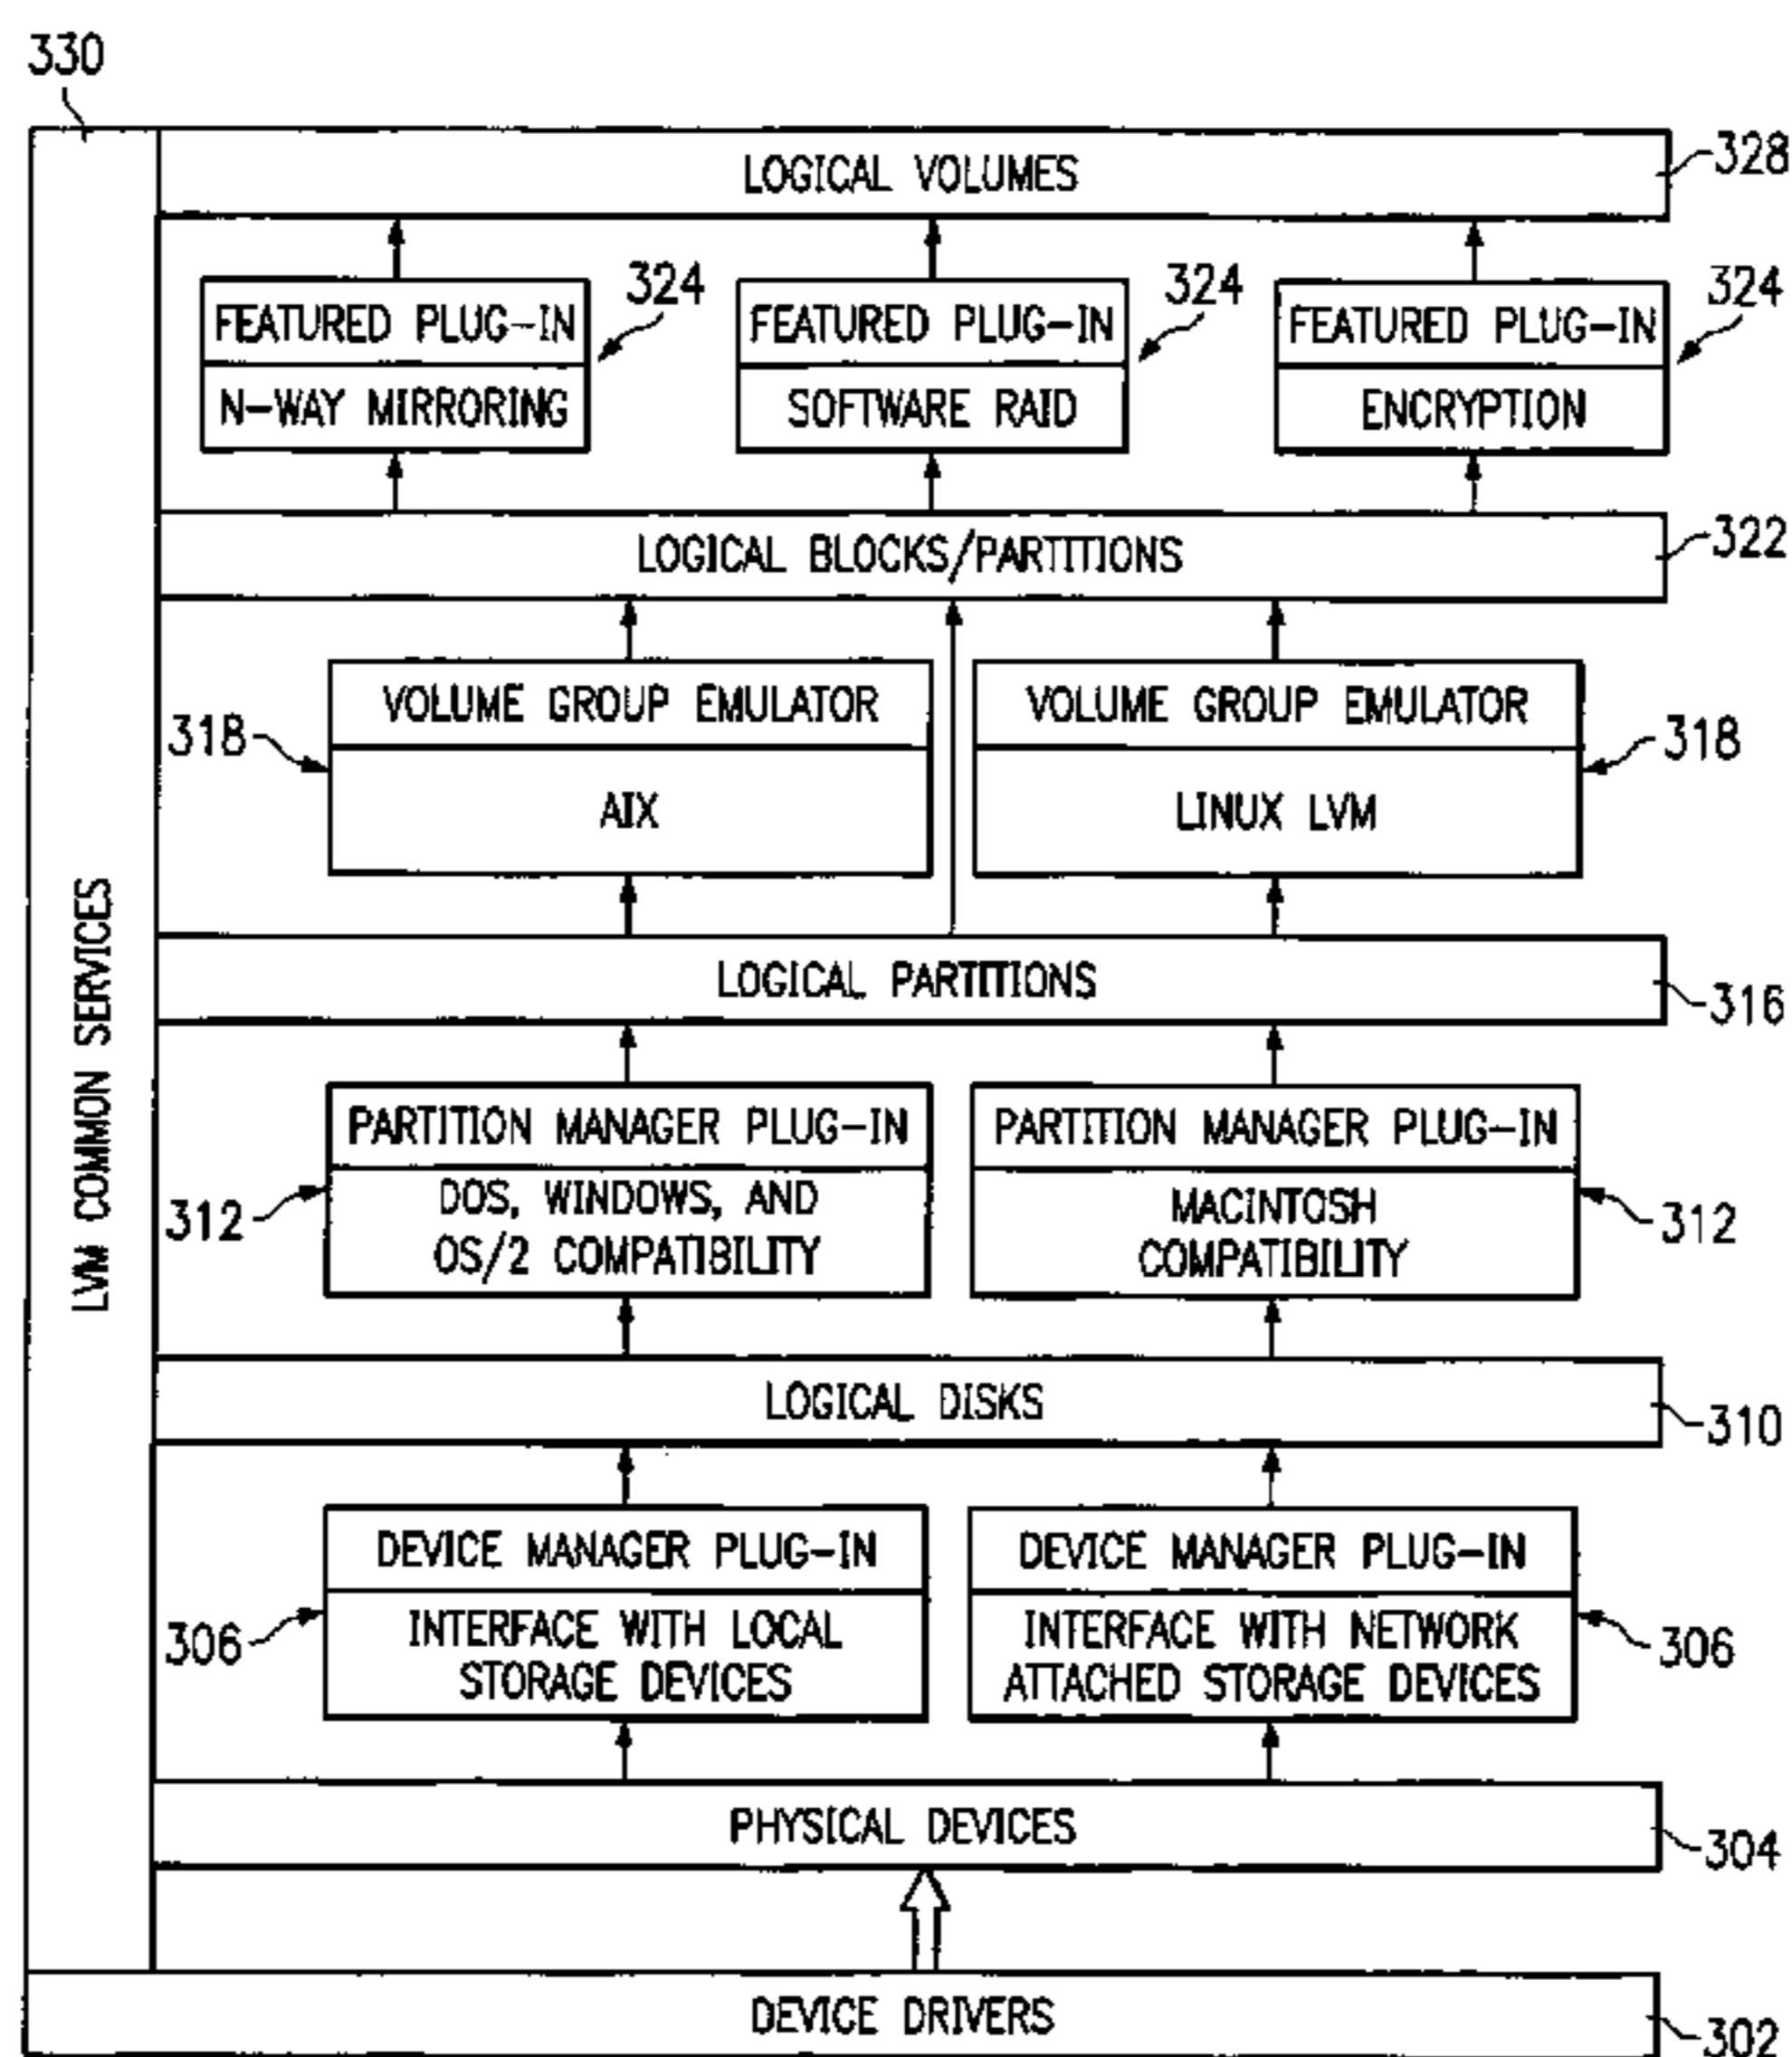 330
LOGICAL VOLUMES
328
FEATURED PLUG-IN
N-WAY MIRRORING
324
FEATURED PLUG-IN
SOFTWARE RAID
324
FEATURED PLUG-IN
ENCRYPTION
324
LOGICAL BLOCKS/PARTITIONS
322
VOLUME GROUP EMULATOR
AIX
318
VOLUME GROUP EMULATOR
LINUX LVM
318
LVM COMMON SERVICES
LOGICAL PARTITIONS
316
PARTITION MANAGER PLUG-IN
DOS, WINDOWS, AND
OS/2 COMPATIBILITY
312
PARTITION MANAGER PLUG-IN
MACINTOSH
COMPATIBILITY
312
LOGICAL DISKS
310
DEVICE MANAGER PLUG-IN
INTERFACE WITH LOCAL
STORAGE DEVICES
306
DEVICE MANAGER PLUG-IN
INTERFACE WITH NETWORK
ATTACHED STORAGE DEVICES
306
PHYSICAL DEVICES
304
DEVICE DRIVERS
302